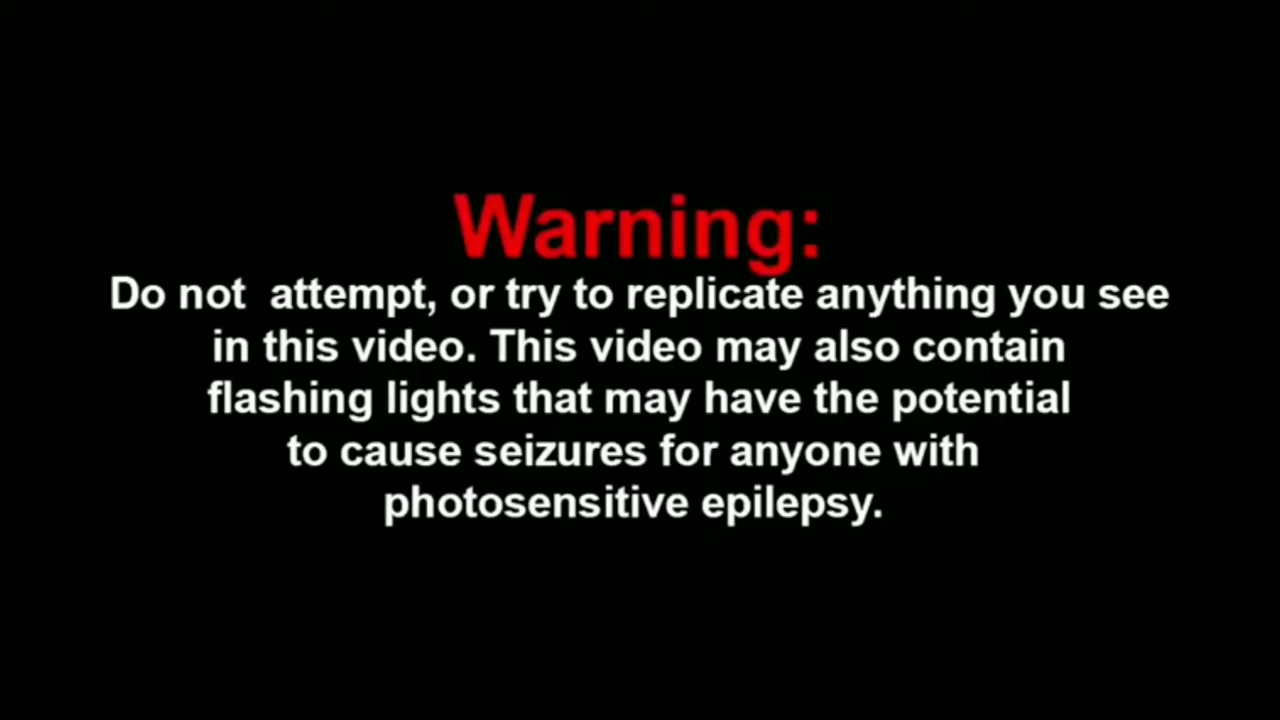 Warning:
Do not  attempt, or try to replicate anything you see
in this video. This video may also contain
flashing lights that may have the potential
to cause seizures for anyone with
photosensitive epilepsy.